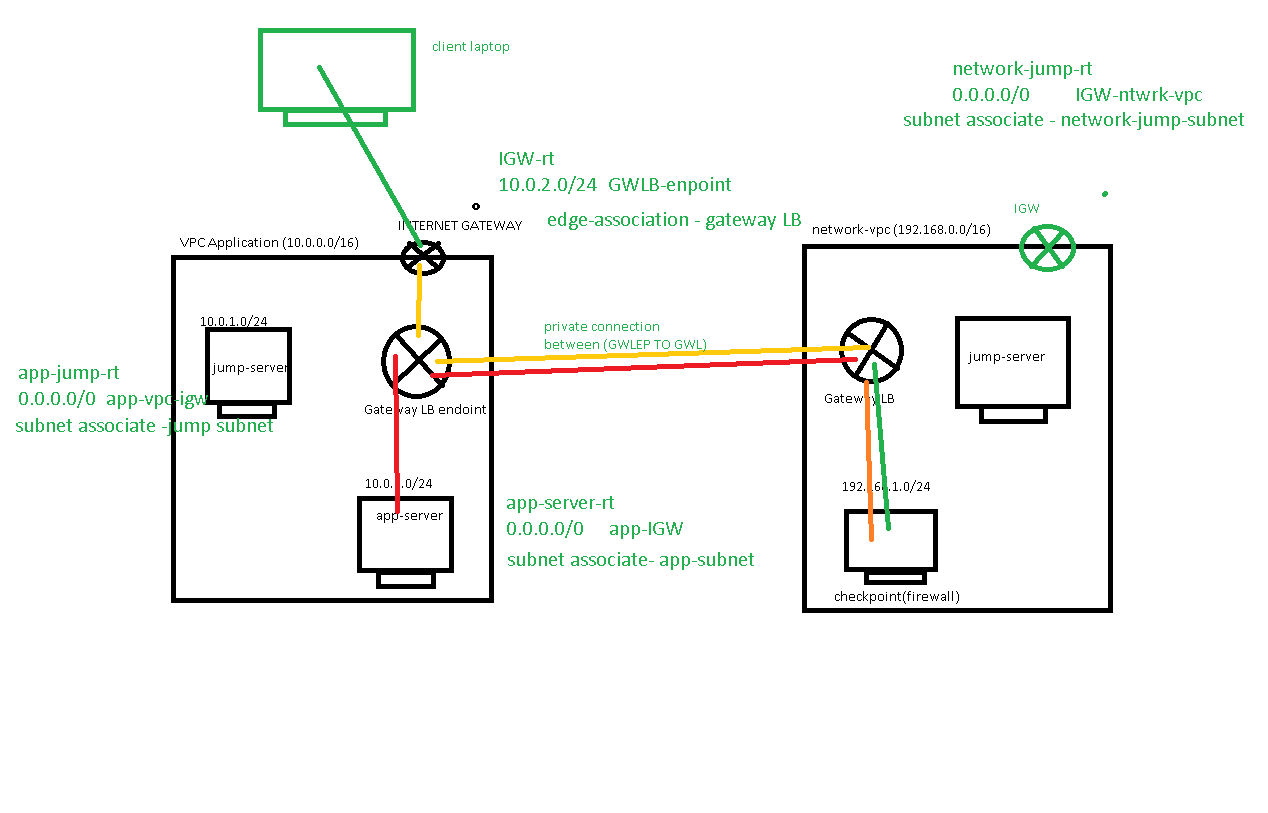 client laptop
network-jump-rt
0.0.0.0/0 IGW-ntwrk-vpc
subnet associate - network-jump-subnet
IGW-rt
10.0.2.0/24 GWLB-enpoint
edge-association - gateway LB
INTERNET GATEWAY
IGW
VPC Application (10.0.0.0/16)
network-vpc (192.168.0.0/16)
10.0.1.0/24
jump-server
private connection
between (GWLEP TO GWL)
jump-server
app-jump-rt
0.0.0.0/0 app-vpc-igw
subnet associate -jump subnet
Gateway LB endoint
Gateway LB
10.0. .0/24
app-server
app-server-rt
0.0.0.0/0 app-IGW
subnet associate- app-subnet
192.168.1.0/24
checkpoint(firewall)